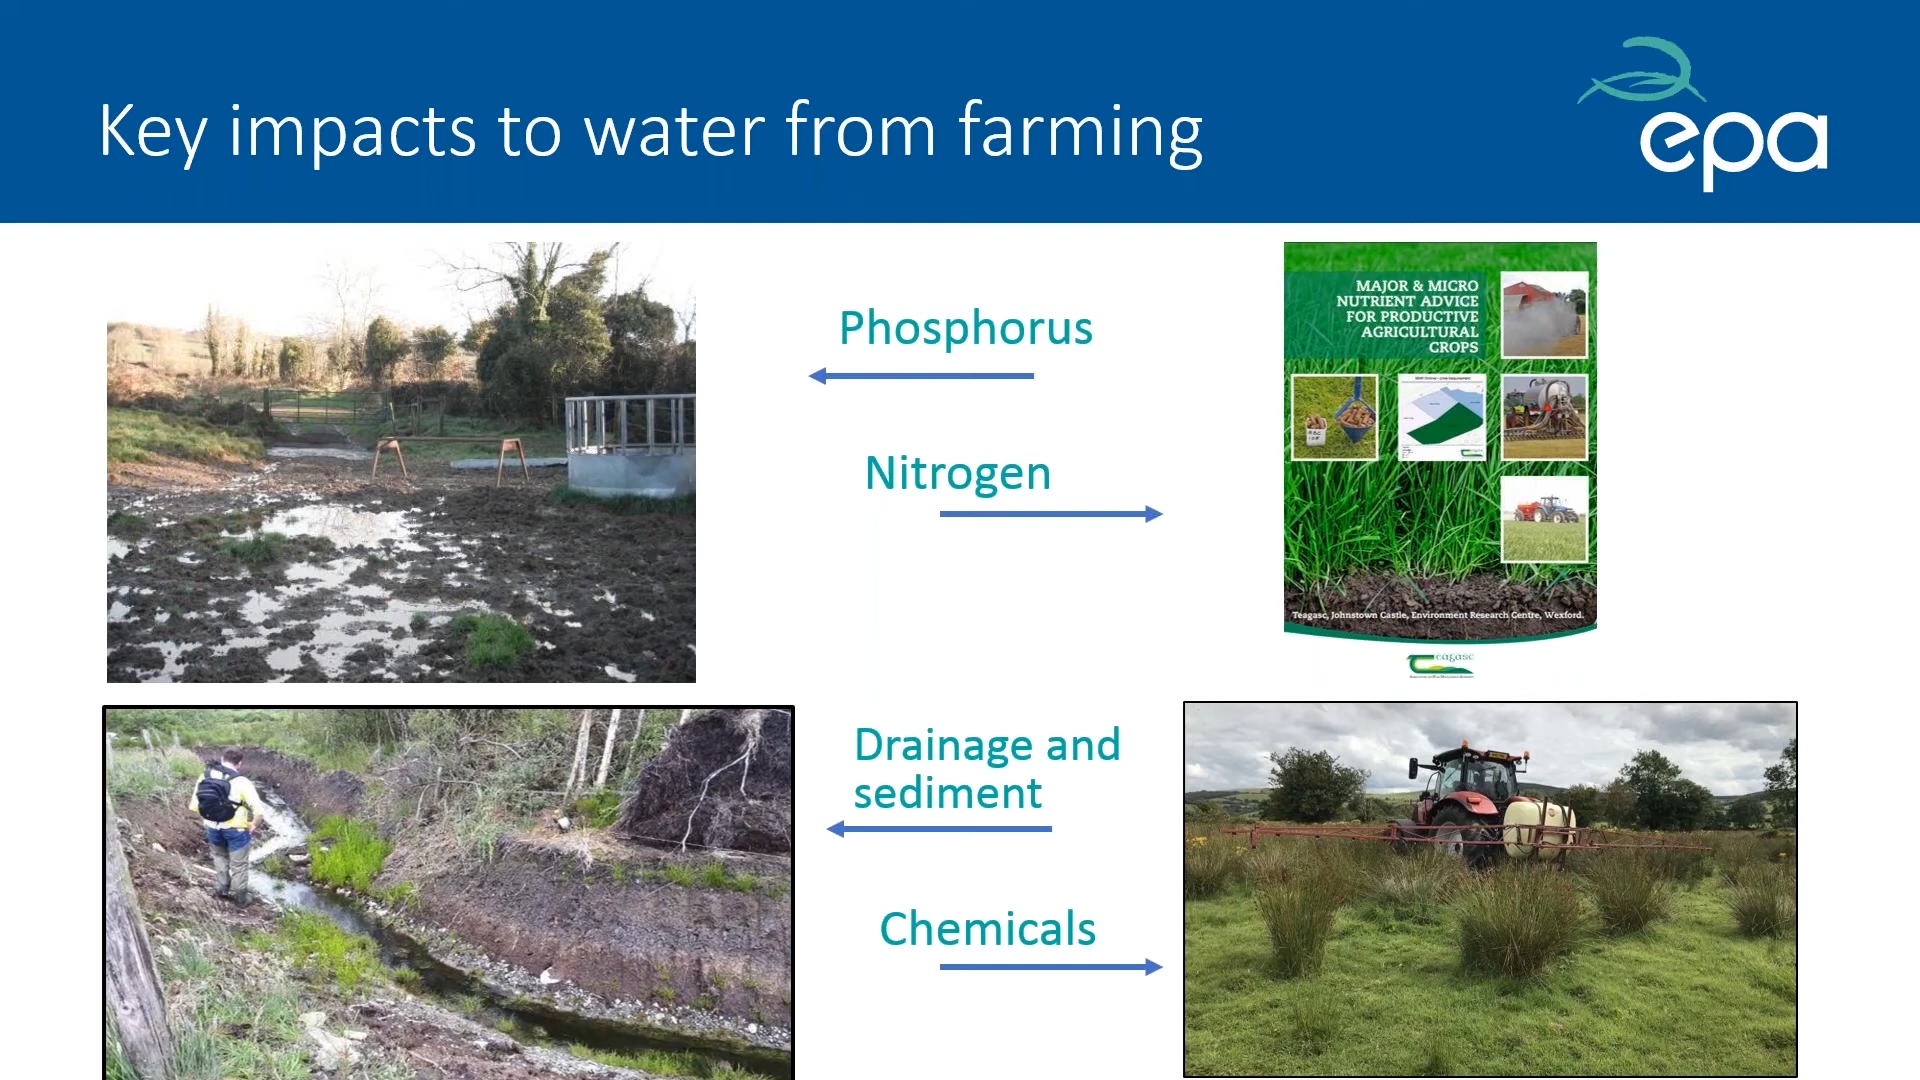 Key impacts to water from farming
epa
Phosphorus
Nitrogen
MAJOR & MICRO
NUTRIENT ADVICE
FOR PRODUCTIVE
AGRICULTURAL
CROPS
Teagasc, Johnstown Castle, Environment Research Centre, Wexford.
teagasc
Drainage and
sediment
Chemicals